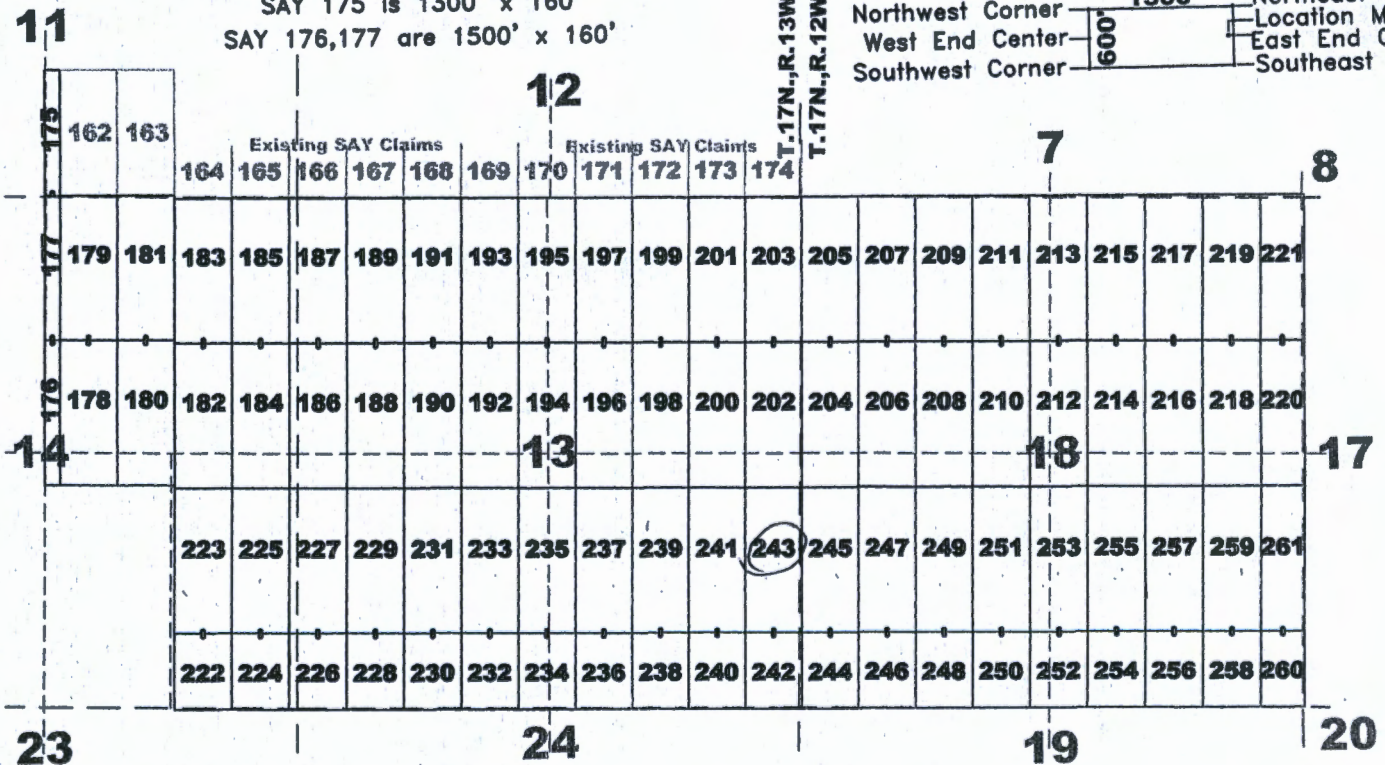 SAY 175 is 1300' x 160'
SAY 176,177 are 1500' x 160'
T.17N.,R.13W
T.17N.,R.12W
Northwest Corner
West End Center
Southwest Corner
600'
Location
East End
Southeast
11
12
7
8
175
162 163
Existing SAY Claims
Existing SAY Claims
164 165 166 167 168 169 170 171 172 173 174
177
179 181 183 185 187 189 191 193 195 197 199 201 203 205 207 209 211 213 215 217 219 221
176
178 180 182 184 186 188 190 192 194 196 198 200 202 204 206 208 210 212 214 216 218 220
14
13
18
17
223 225 227 229 231 233 235 237 239 241 243 245 247 249 251 253 255 257 259 261
222 224 226 228 230 232 234 236 238 240 242 244 246 248 250 252 254 256 258 260
23
24
19
20